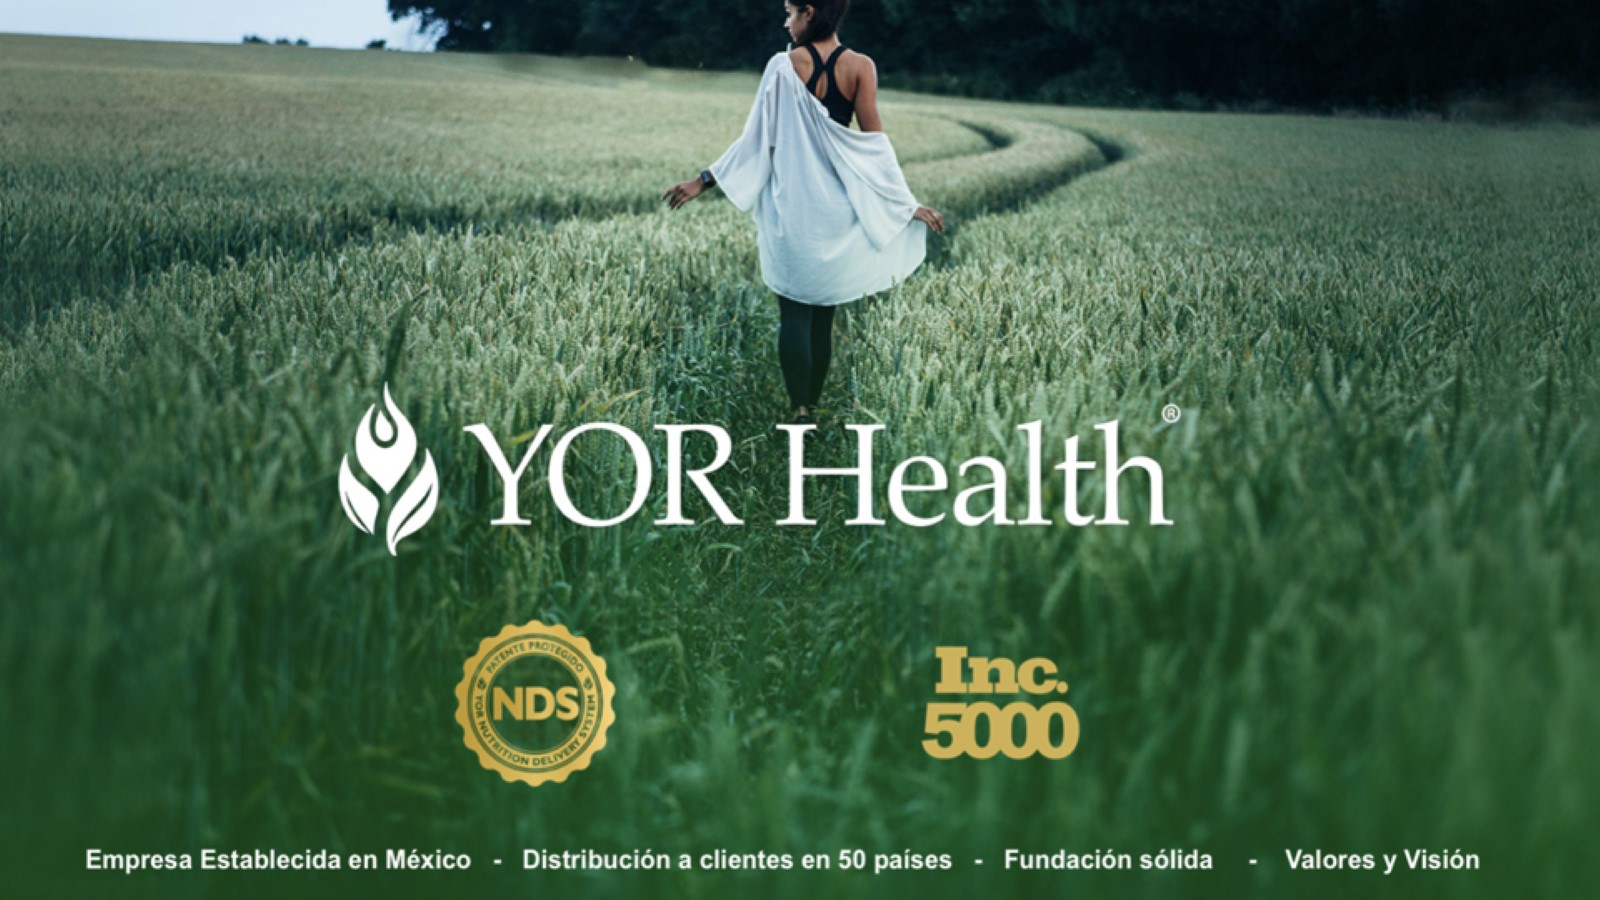 YOR Health®
PATENTE PROTEGIDO
NDS
YOR NUTRITION DELIVERY SYSTEM
Inc.
5000
Empresa Establecida en México - Distribución a clientes en 50 países - Fundación sólida - Valores y Visión